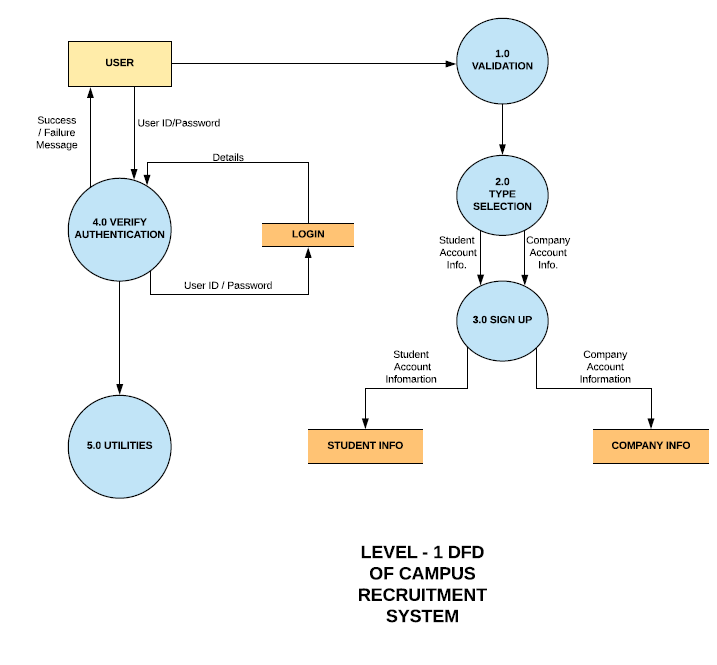 USER
1.0
VALIDATION
Success
/ Failure
Message
User ID/Password
Details
2.0
TYPE
SELECTION
4.0 VERIFY
AUTHENTICATION
LOGIN
Student
Account
Info.
Company
Account
Info.
User ID / Password
3.0 SIGN UP
Student
Account
Infomartion
Company
Account
Information
5.0 UTILITIES
STUDENT INFO
COMPANY INFO
LEVEL - 1 DFD
OF CAMPUS
RECRUITMENT
SYSTEM